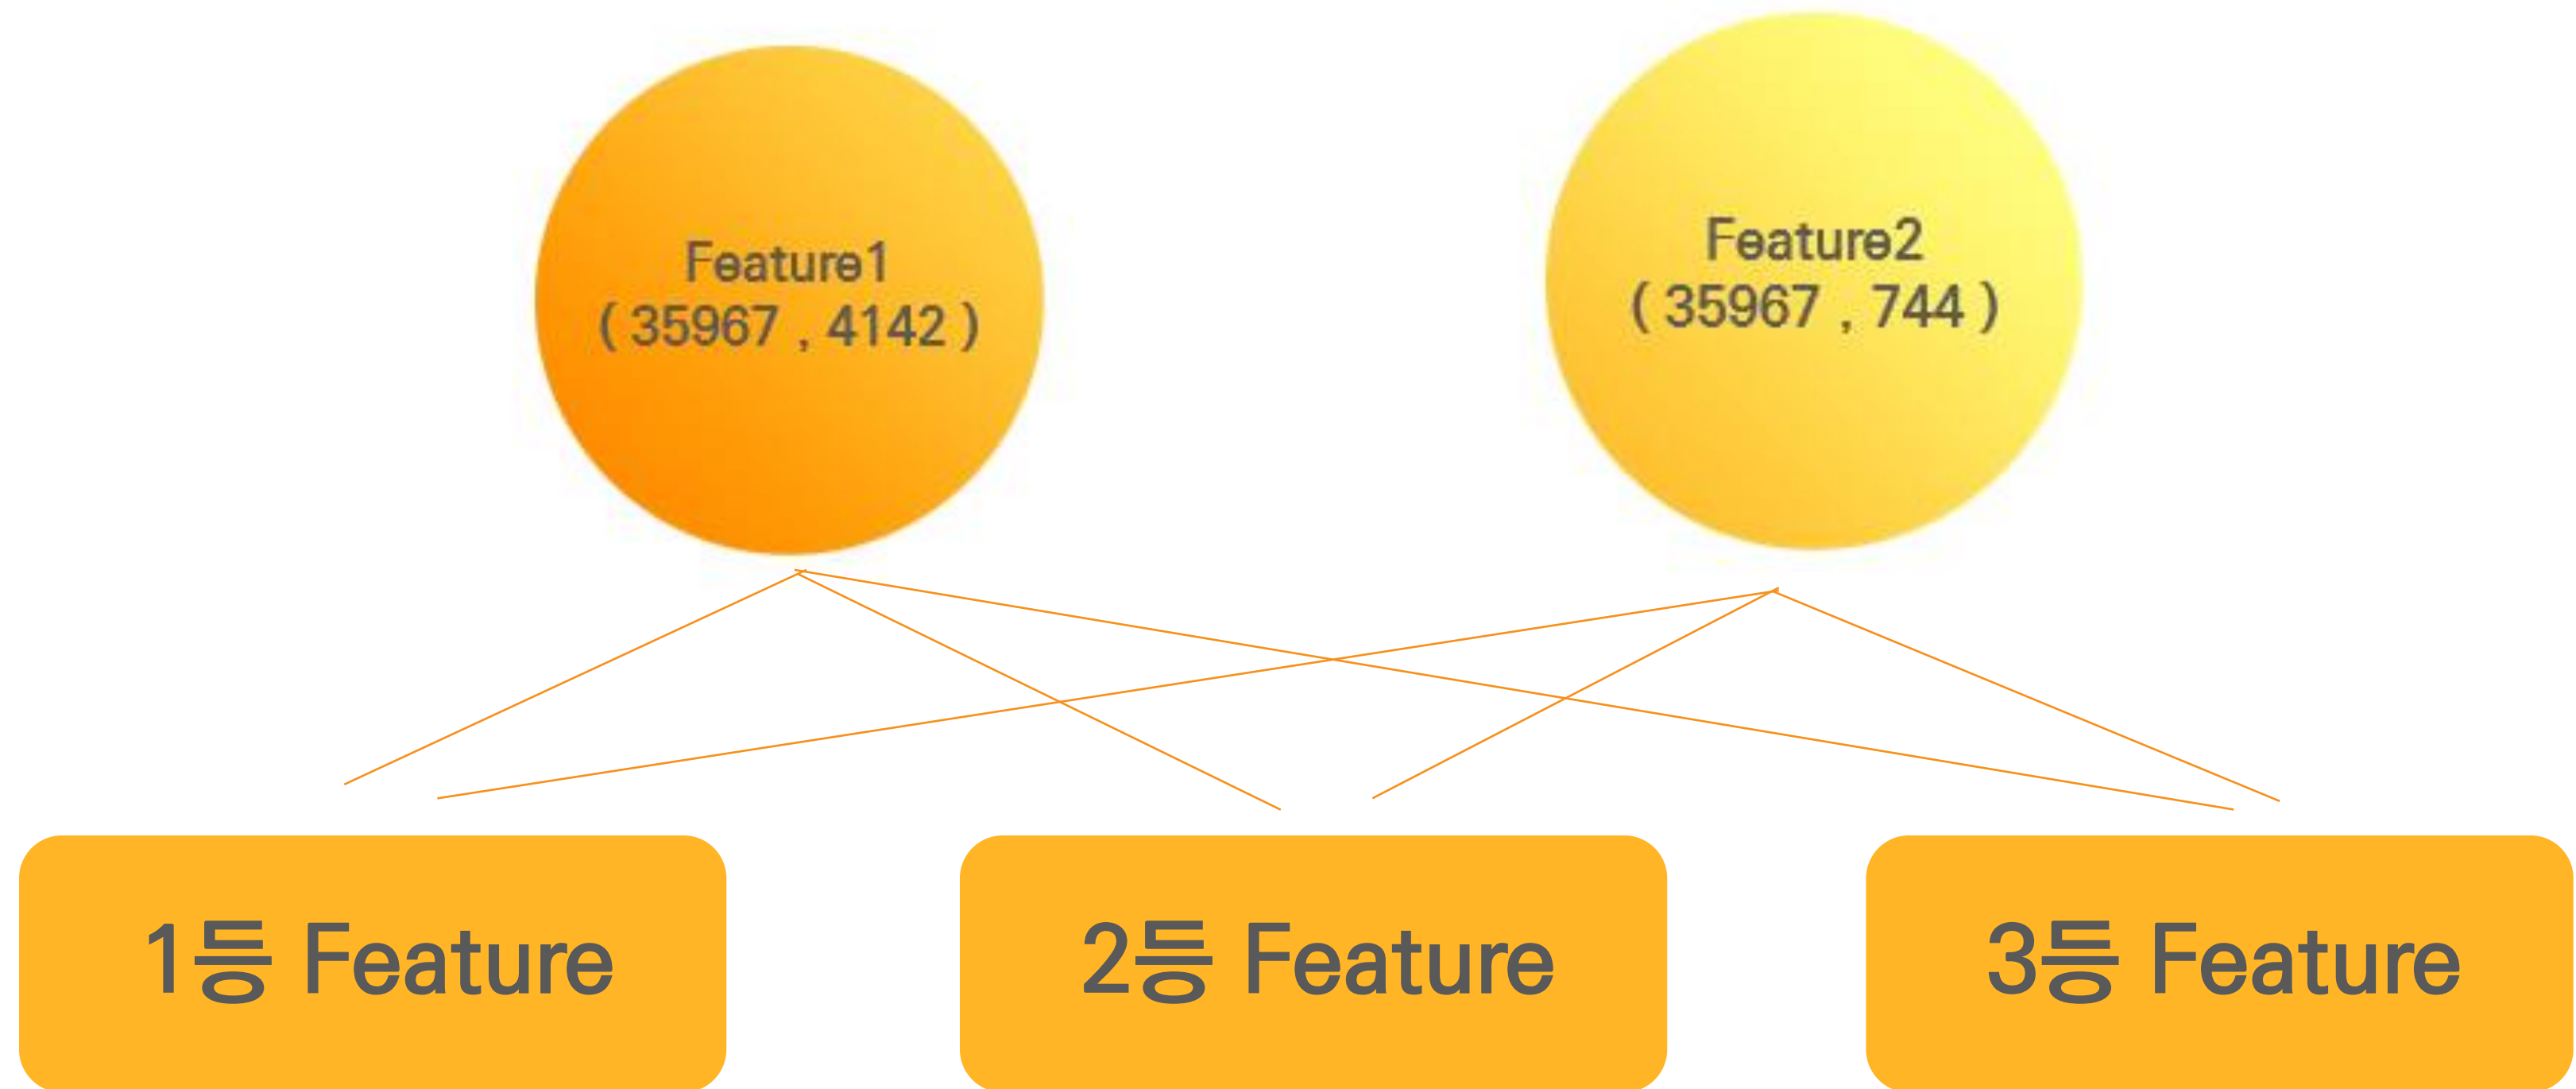 Feature1
( 35967 , 4142 )
Feature2
( 35967 , 744 )
1등 Feature
2등 Feature
3등 Feature